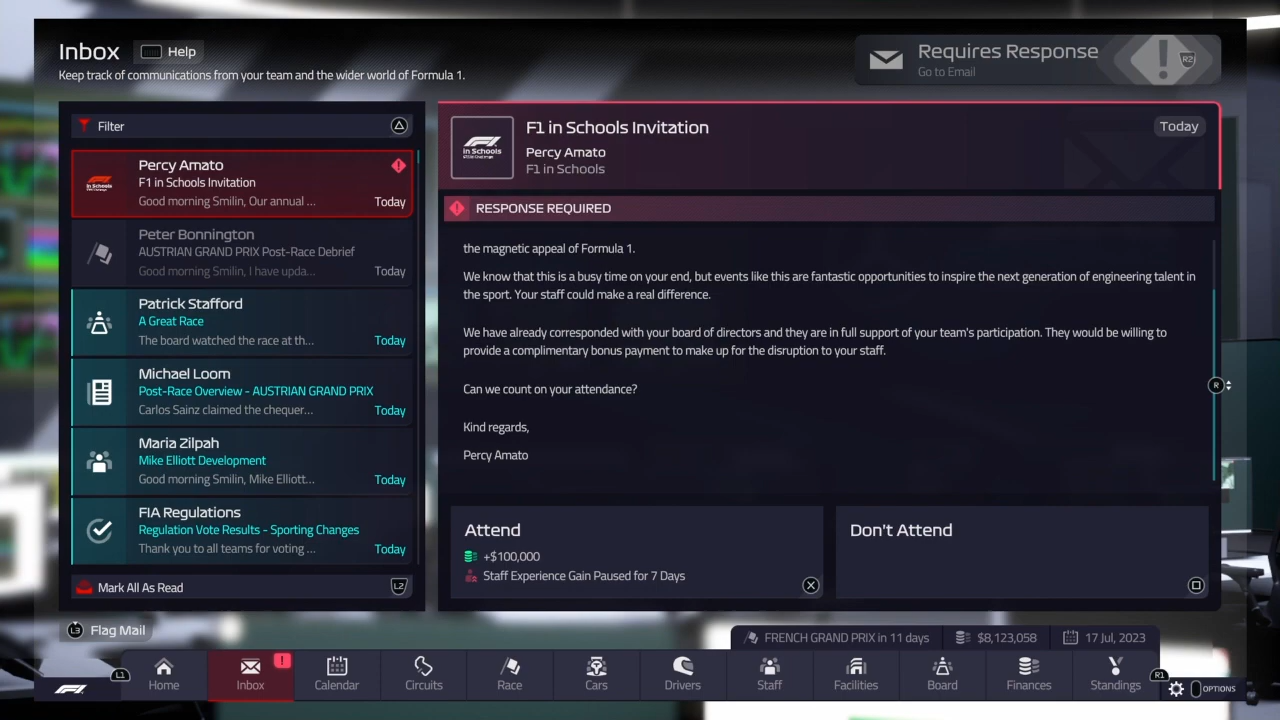 Inbox
Help
Keep track of communications from your team and the wider world of Formula 1.
Requires Response
Go to Email
R2
Filter
Percy Amato
F1 in Schools Invitation
Good morning Smilin, Our annual ...
Today
in Schools
Peter Bonnington
AUSTRIAN GRAND PRIX Post-Race Debrief
Good morning Smilin, I have upda...
Today
Patrick Stafford
A Great Race
The board watched the race at th...
Today
Michael Loom
Post-Race Overview - AUSTRIAN GRAND PRIX
Carlos Sainz claimed the chequer...
Today
Maria Zilpah
Mike Elliott Development
Good morning Smilin, Mike Elliott...
Today
FIA Regulations
Regulation Vote Results - Sporting Changes
Thank you to all teams for voting ...
Today
Mark All As Read
L2
L3
Flag Mail
in Schools
F1 in Schools Invitation
Percy Amato
F1 in Schools
Today
RESPONSE REQUIRED
the magnetic appeal of Formula 1.
We know that this is a busy time on your end, but events like this are fantastic opportunities to inspire the next generation of engineering talent in
the sport. Your staff could make a real difference.
We have already corresponded with your board of directors and they are in full support of your team's participation. They would be willing to
provide a complimentary bonus payment to make up for the disruption to your staff.
Can we count on your attendance?
Kind regards,
Percy Amato
R
Attend
+$100,000
Staff Experience Gain Paused for 7 Days
Don't Attend
FRENCH GRAND PRIX in 11 days
$8,123,058
17 Jul, 2023
F1
L1
Home
Inbox
Calendar
Circuits
Race
Cars
Drivers
Staff
Facilities
Board
Finances
Standings
R1
OPTIONS